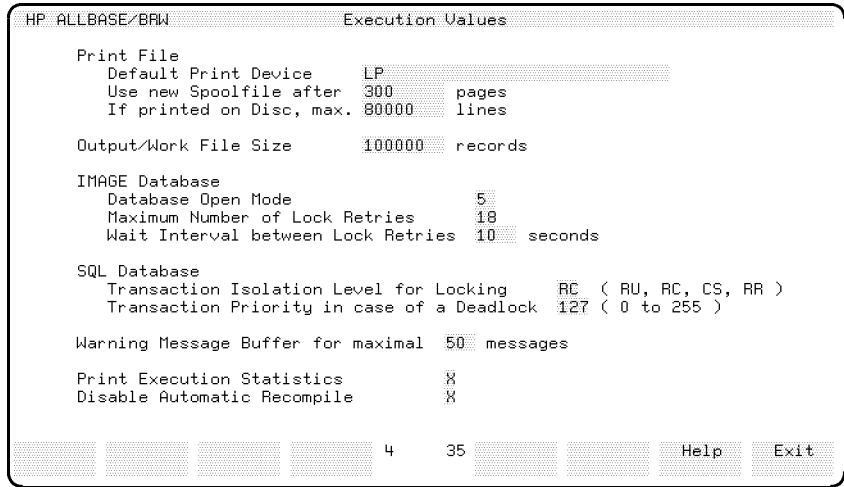 HP ALLBASE/BRW Execution Values
Print File
Default Print Device LP
Use new Spoolfile after 300 pages
If printed on Disc, max. 80000 lines
Output/Work File Size 100000 records
IMAGE Database
Database Open Mode 5
Maximum Number of Lock Retries 18
Wait Interval between Lock Retries 10 seconds
SQL Database
Transaction Isolation Level for Locking RC ( RU, RC, CS, RR )
Transaction Priority in case of a Deadlock 127 ( 0 to 255 )
Warning Message Buffer for maximal 50 messages
Print Execution Statistics X
Disable Automatic Recompile X
4 35 Help Exit